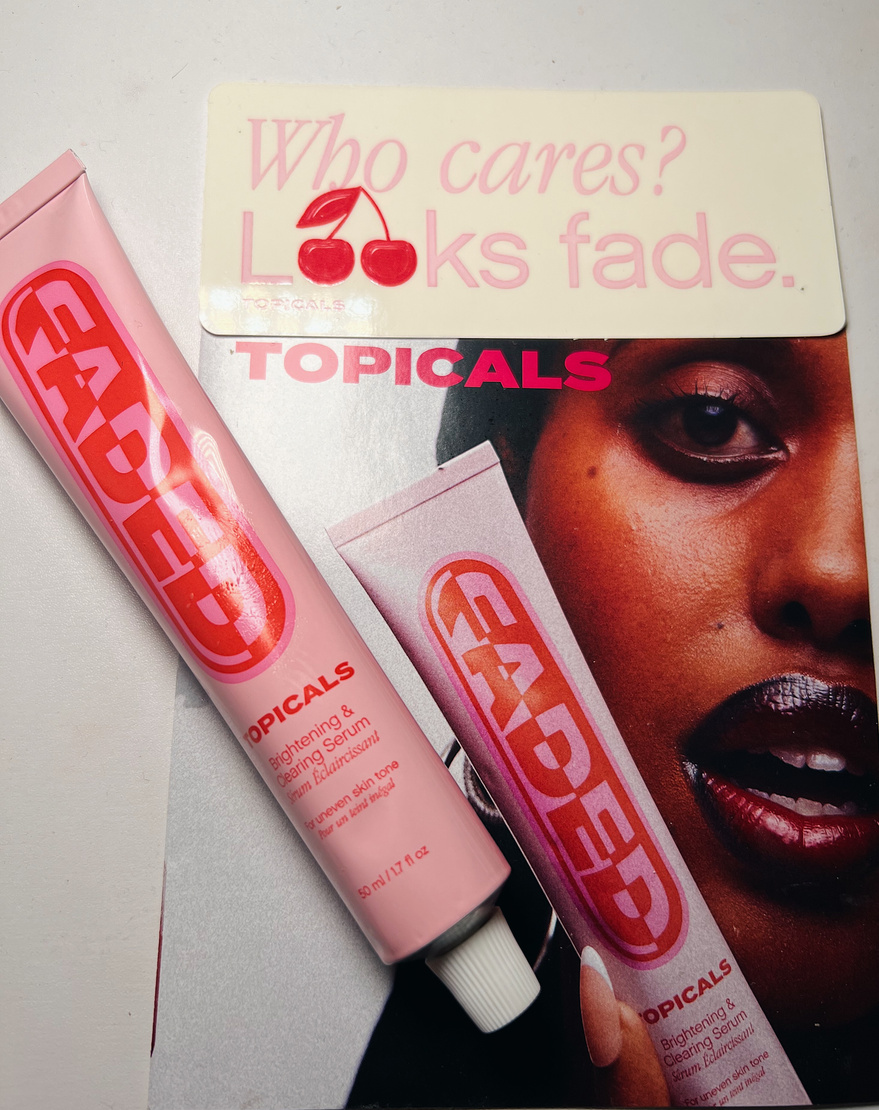 Who cares?
Looks fade.
TOPICALS
TOPICALS
FADED
TOPICALS
Brightening &
Clearing Serum
Sérum Éclaircissant
For uneven skin tone
Pour un teint inégal
50 ml / 1.7 fl oz
FADED
TOPICALS
Brightening &
Clearing Serum
Sérum Éclaircissant
For uneven skin tone
un teint inégal